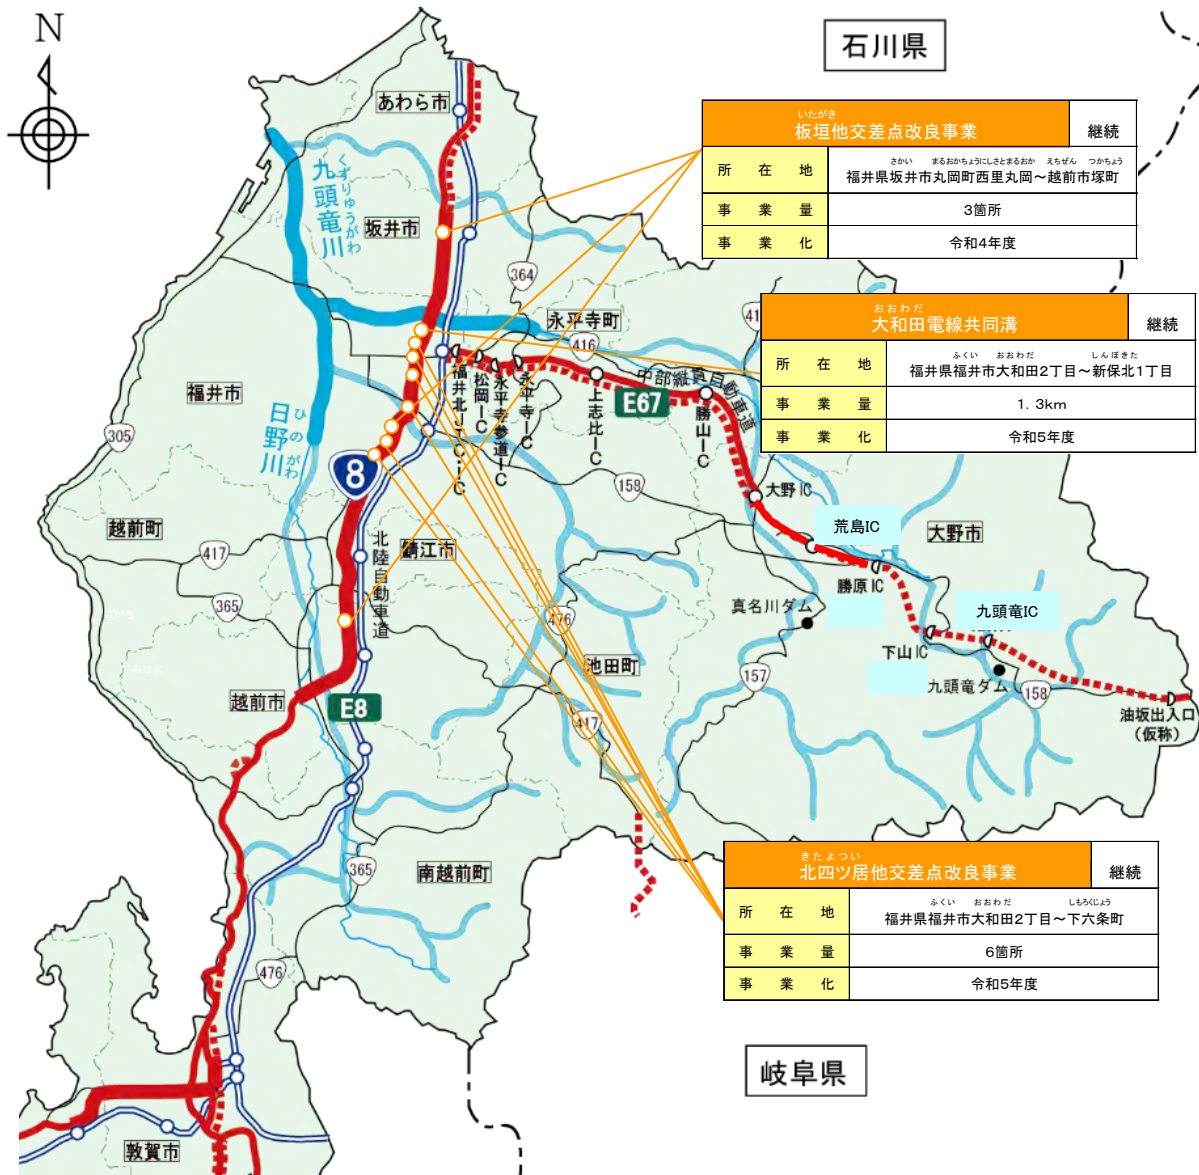 N
石川県
いたがき
板垣他交差点改良事業
継続
所在地
さかい まるおかちょうにしさとまるおか えちぜん つかちょう
福井県坂井市丸岡町西里丸岡～越前市塚町
事業量
3箇所
事業化
令和4年度
おおわだ
大和田電線共同溝
継続
所在地
ふくい おおわだ しんぼきた
福井県福井市大和田2丁目～新保北1丁目
事業量
1.3km
事業化
令和5年度
あわら市
くずりゅうがわ
九頭竜川
坂井市
364
永平寺町
416
41
福井市
305
ひのがわ
日野川
福井北JCT・IC
松岡IC
永平寺参道IC
永平寺IC
上志比IC
中部縦貫自動車道
E67
勝山IC
8
158
大野IC
荒島IC
大野市
越前町
417
365
北陸自動車道
鯖江市
勝原IC
真名川ダム
九頭竜IC
476
池田町
157
下山IC
九頭竜ダム
158
油坂出入口
(仮称)
越前市
E8
417
365
南越前町
476
きたよつい
北四ツ居他交差点改良事業
継続
所在地
ふくい おおわだ しもろくじょう
福井県福井市大和田2丁目～下六条町
事業量
6箇所
事業化
令和5年度
岐阜県
敦賀市